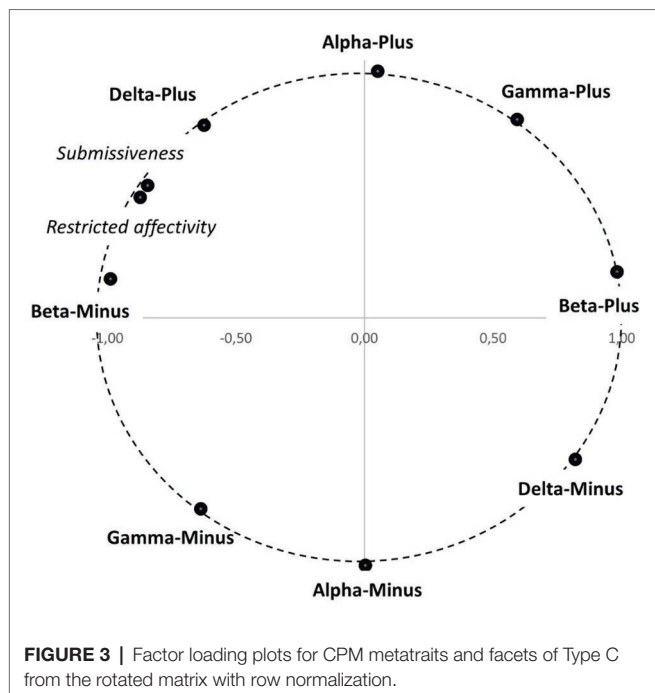 Alpha-Plus
Delta-Plus
Gamma-Plus
Submissiveness
Restricted affectivity
Beta-Minus
Beta-Plus
-1,00 -0,50 0,00 0,50 1,00
Delta-Minus
Gamma-Minus
Alpha-Minus
FIGURE 3 | Factor loading plots for CPM metatraits and facets of Type C
from the rotated matrix with row normalization.